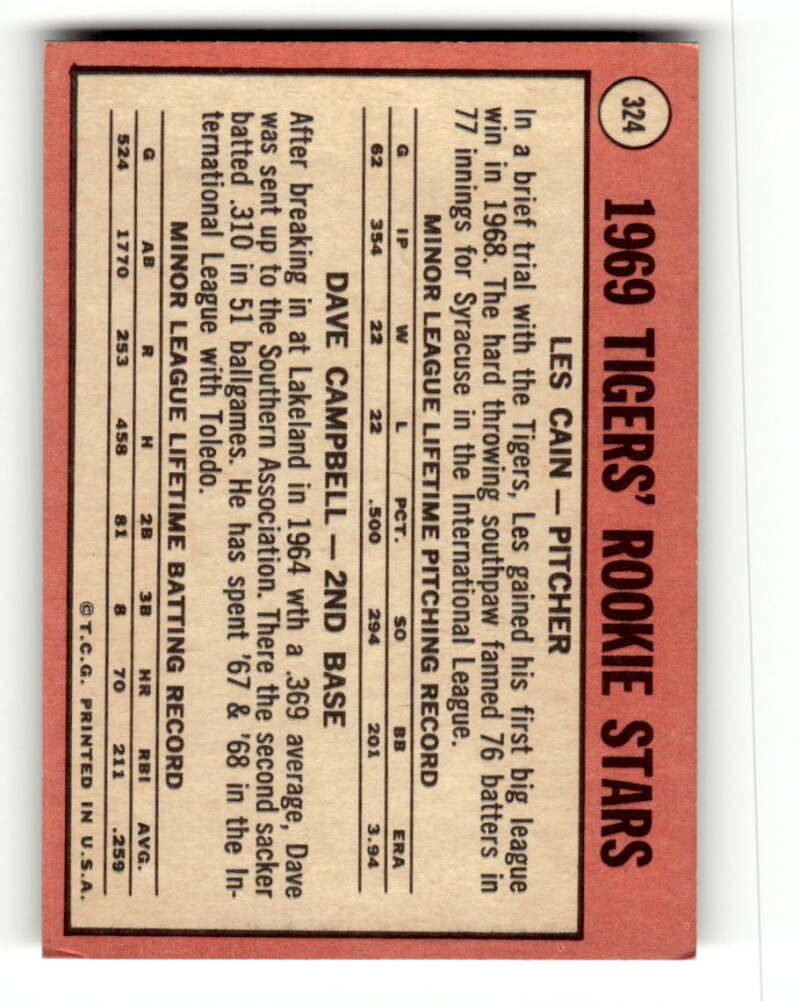 324
1969 TIGERS' ROOKIE STARS
LES CAIN — PITCHER
In a brief trial with the Tigers, Les gained his first big league
win in 1968. The hard throwing southpaw fanned 76 batters in
77 innings for Syracuse in the International League.
MINOR LEAGUE LIFETIME PITCHING RECORD
G IP W L PCT. SO BB ERA
62 354 22 22 .500 294 201 3.94
DAVE CAMPBELL — 2ND BASE
After breaking in at Lakeland in 1964 wth a .369 average, Dave
was sent up to the Southern Association. There the second sacker
batted .310 in 51 ballgames. He has spent '67 & '68 in the In-
ternational League with Toledo.
MINOR LEAGUE LIFETIME BATTING RECORD
G AB R H 2B 3B HR RBI AVG.
524 1770 253 458 81 8 70 211 .259
©T.C.G. PRINTED IN U.S.A.